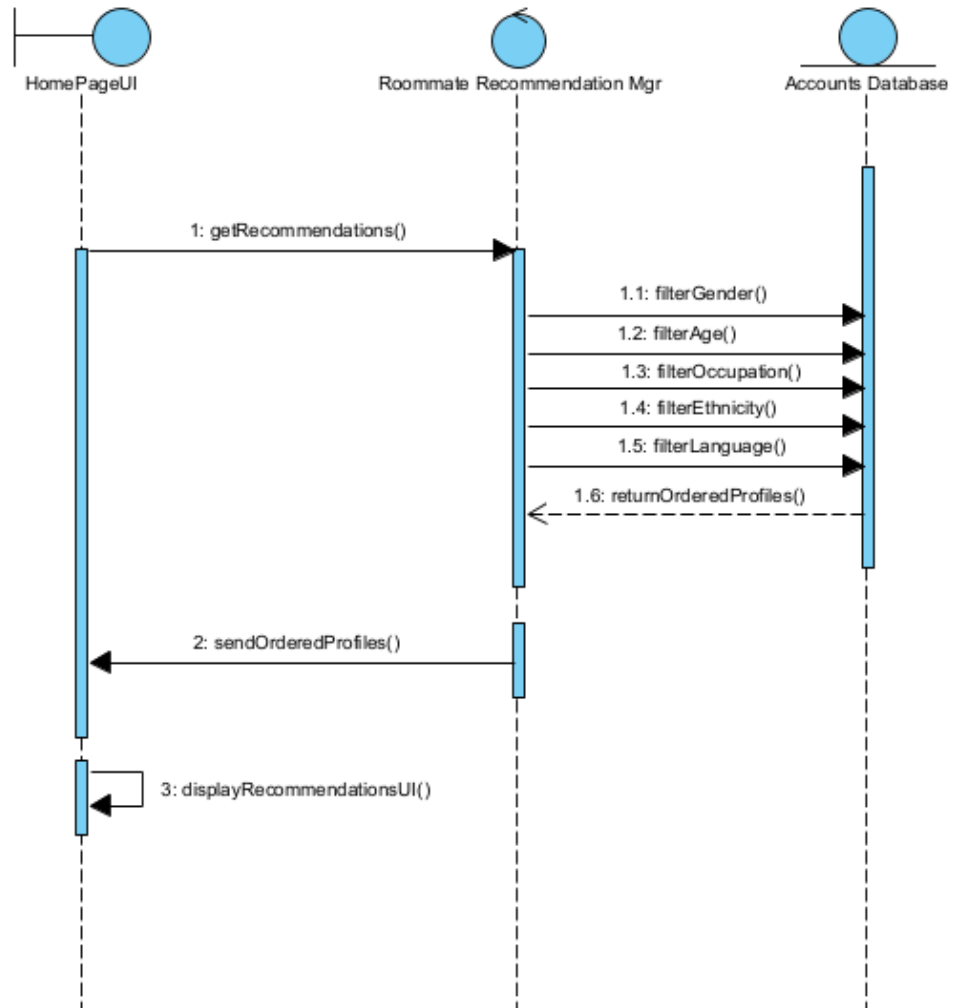 HomePageUI
Roommate Recommendation Mgr
Accounts Database
1: getRecommendations()
1.1: filterGender()
1.2: filterAge()
1.3: filterOccupation()
1.4: filterEthnicity()
1.5: filterLanguage()
1.6: returnOrderedProfiles()
2: sendOrderedProfiles()
3: displayRecommendationsUI()